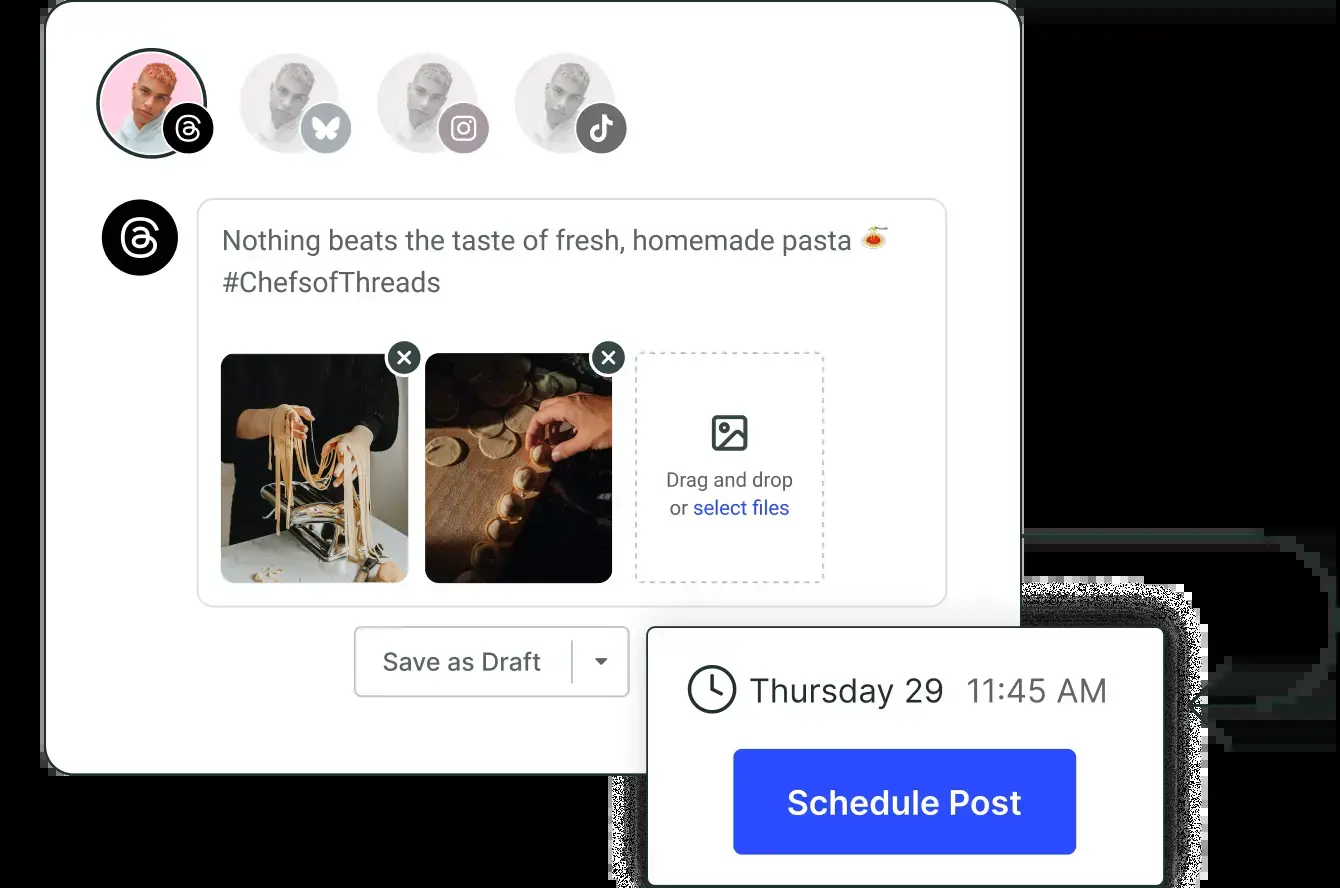 Nothing beats the taste of fresh, homemade pasta 🍝
#ChefsofThreads
Drag and drop
or select files
Save as Draft
Thursday 29 11:45 AM
Schedule Post